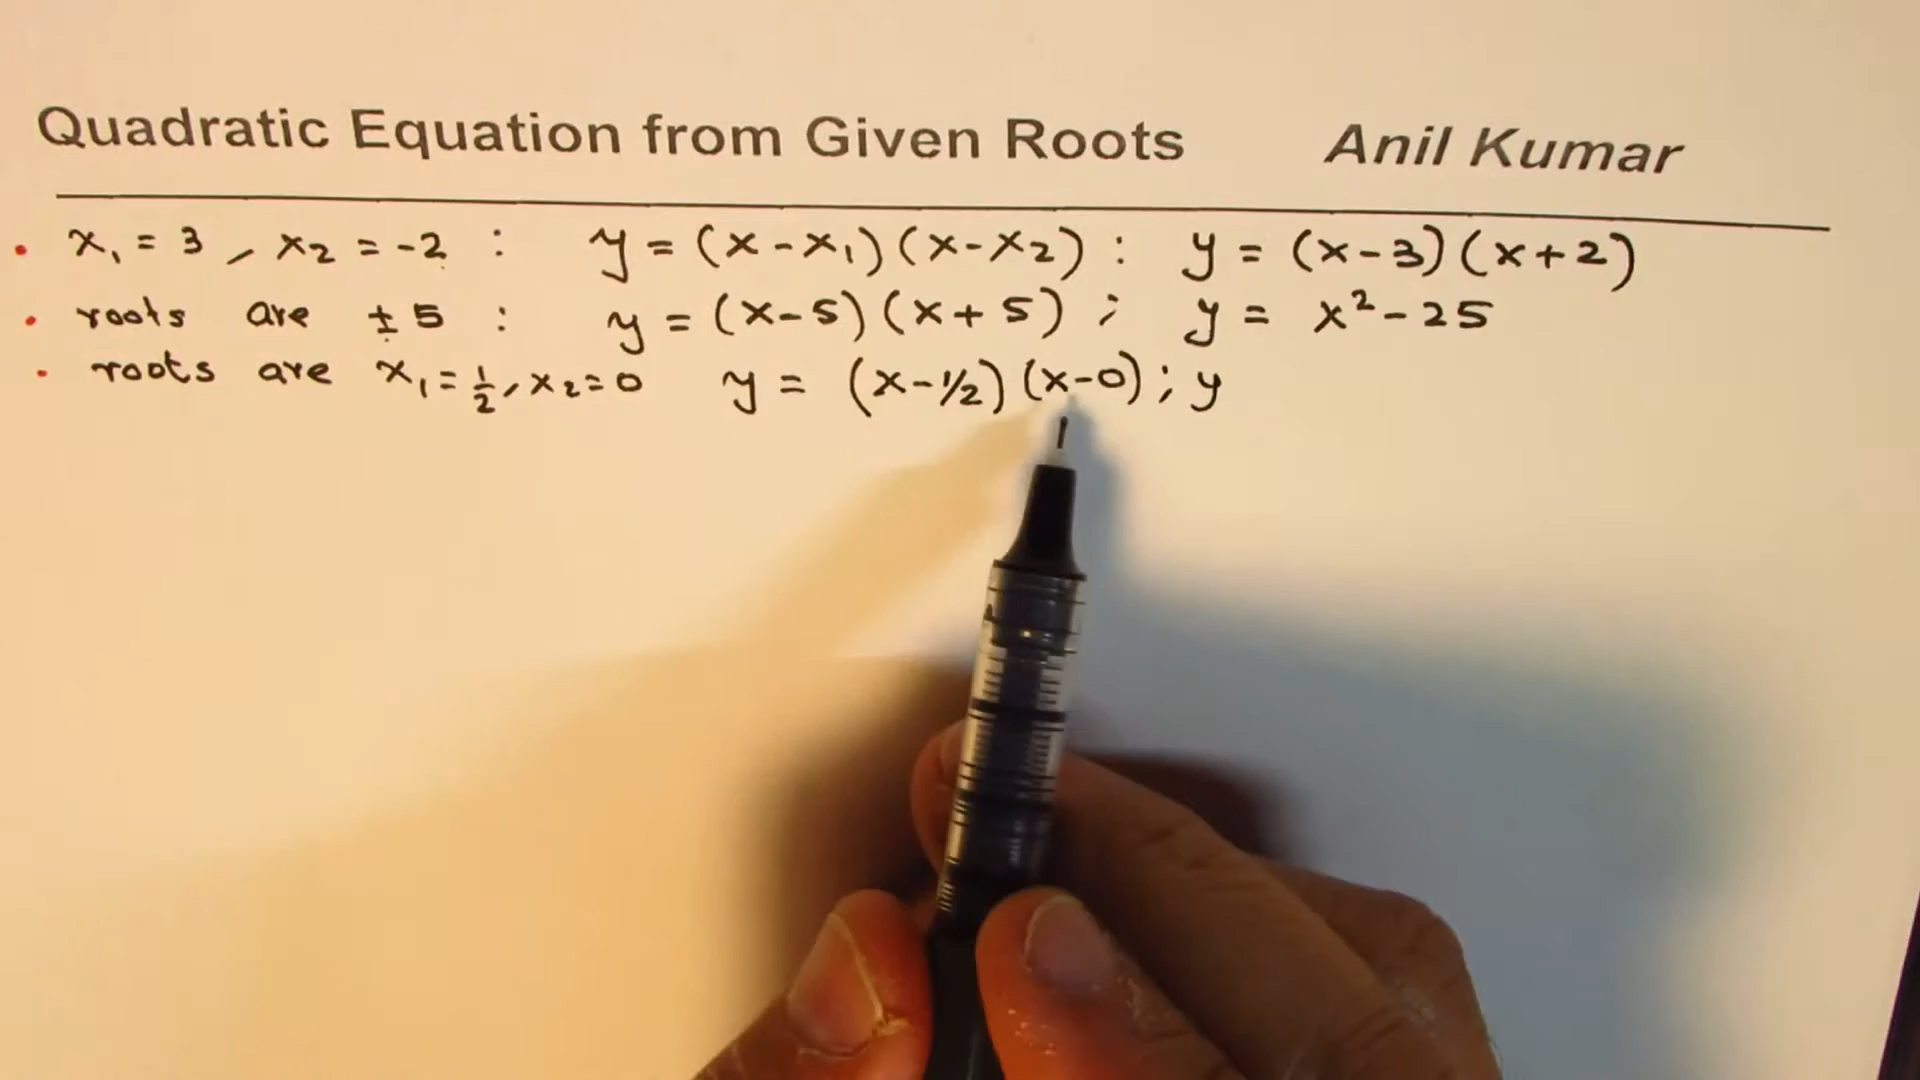 Quadratic Equation from Given Roots Anil Kumar
• x₁ = 3, x₂ = -2 : y = (x - x₁)(x - x₂) : y = (x - 3)(x + 2)
• roots are ±5 : y = (x - 5)(x + 5) ; y = x² - 25
• roots are x₁ = 1/2, x₂ = 0 y = (x - 1/2)(x - 0) ; y